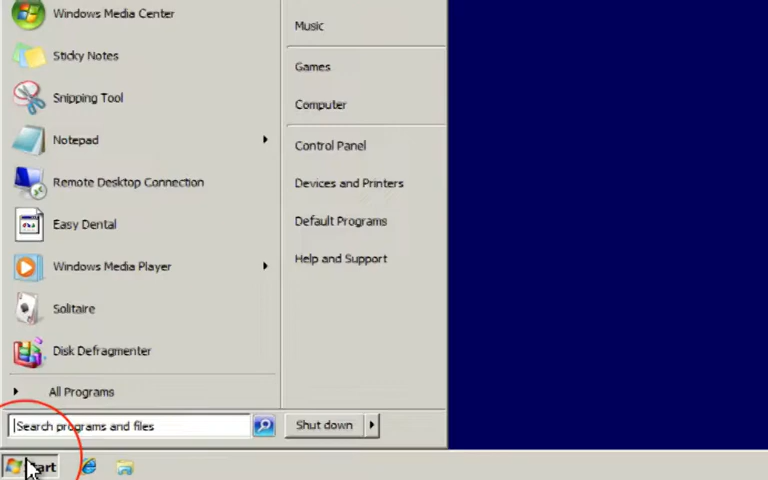 Windows Media Center
Sticky Notes
Snipping Tool
Notepad
Remote Desktop Connection
Easy Dental
Windows Media Player
Solitaire
Disk Defragmenter
All Programs
Search programs and files
Music
Games
Computer
Control Panel
Devices and Printers
Default Programs
Help and Support
Shut down
Start